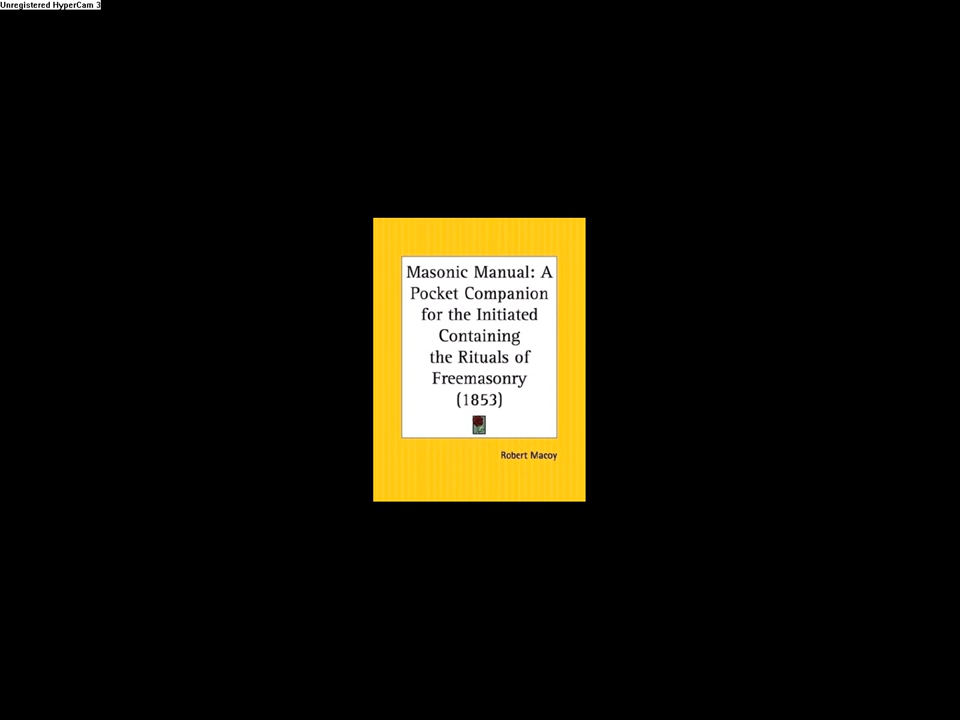 Unregistered HyperCam 3
Masonic Manual: A
Pocket Companion
for the Initiated
Containing
the Rituals of
Freemasonry
(1853)
Robert Macoy